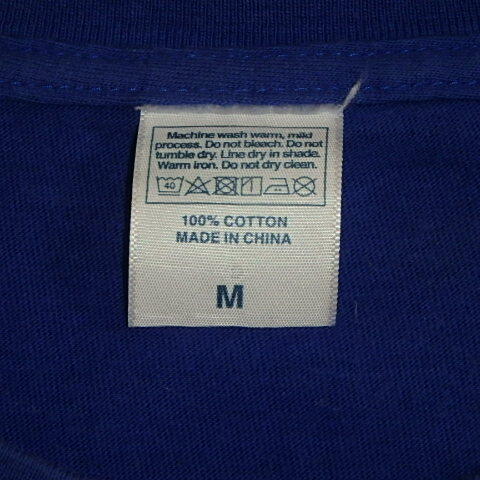 Machine wash warm, mild
process. Do not bleach. Do not
tumble dry. Line dry in shade.
Warm iron. Do not dry clean.
40
100% COTTON
MADE IN CHINA
M